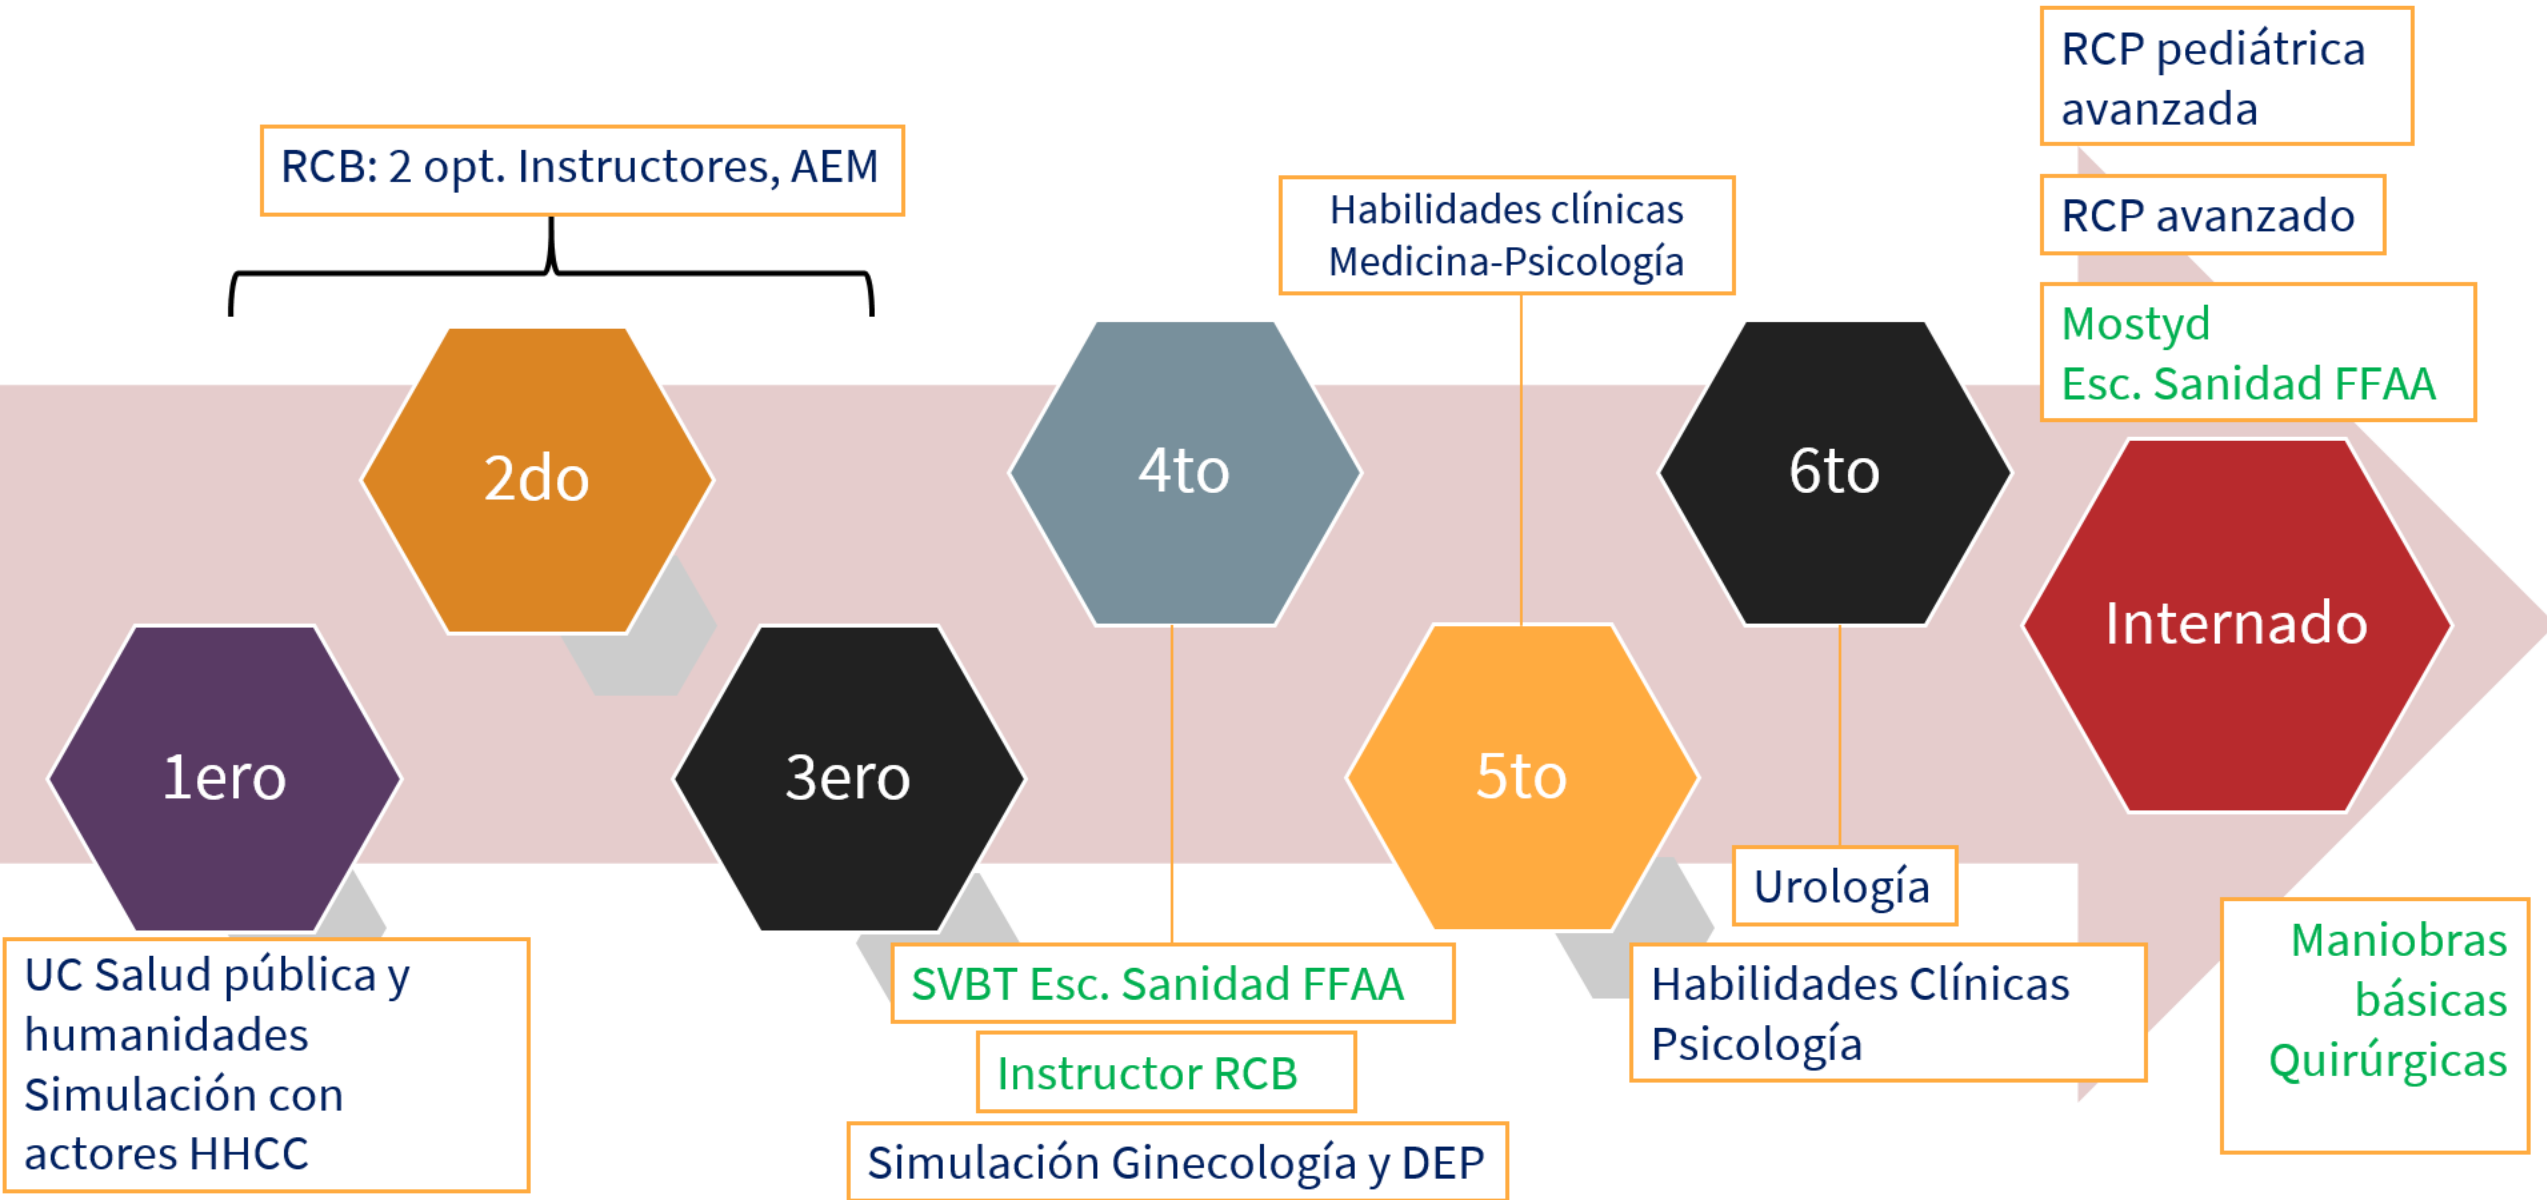 RCP pediátrica
avanzada
RCB: 2 opt. Instructores, AEM
Habilidades clínicas
Medicina-Psicología
RCP avanzado
Mostyd
Esc. Sanidad FFAA
2do
4to
6to
Internado
1ero
3ero
5to
Urología
UC Salud pública y
humanidades
Simulación con
actores HHCC
SVBT Esc. Sanidad FFAA
Instructor RCB
Simulación Ginecología y DEP
Habilidades Clínicas
Psicología
Maniobras
básicas
Quirúrgicas